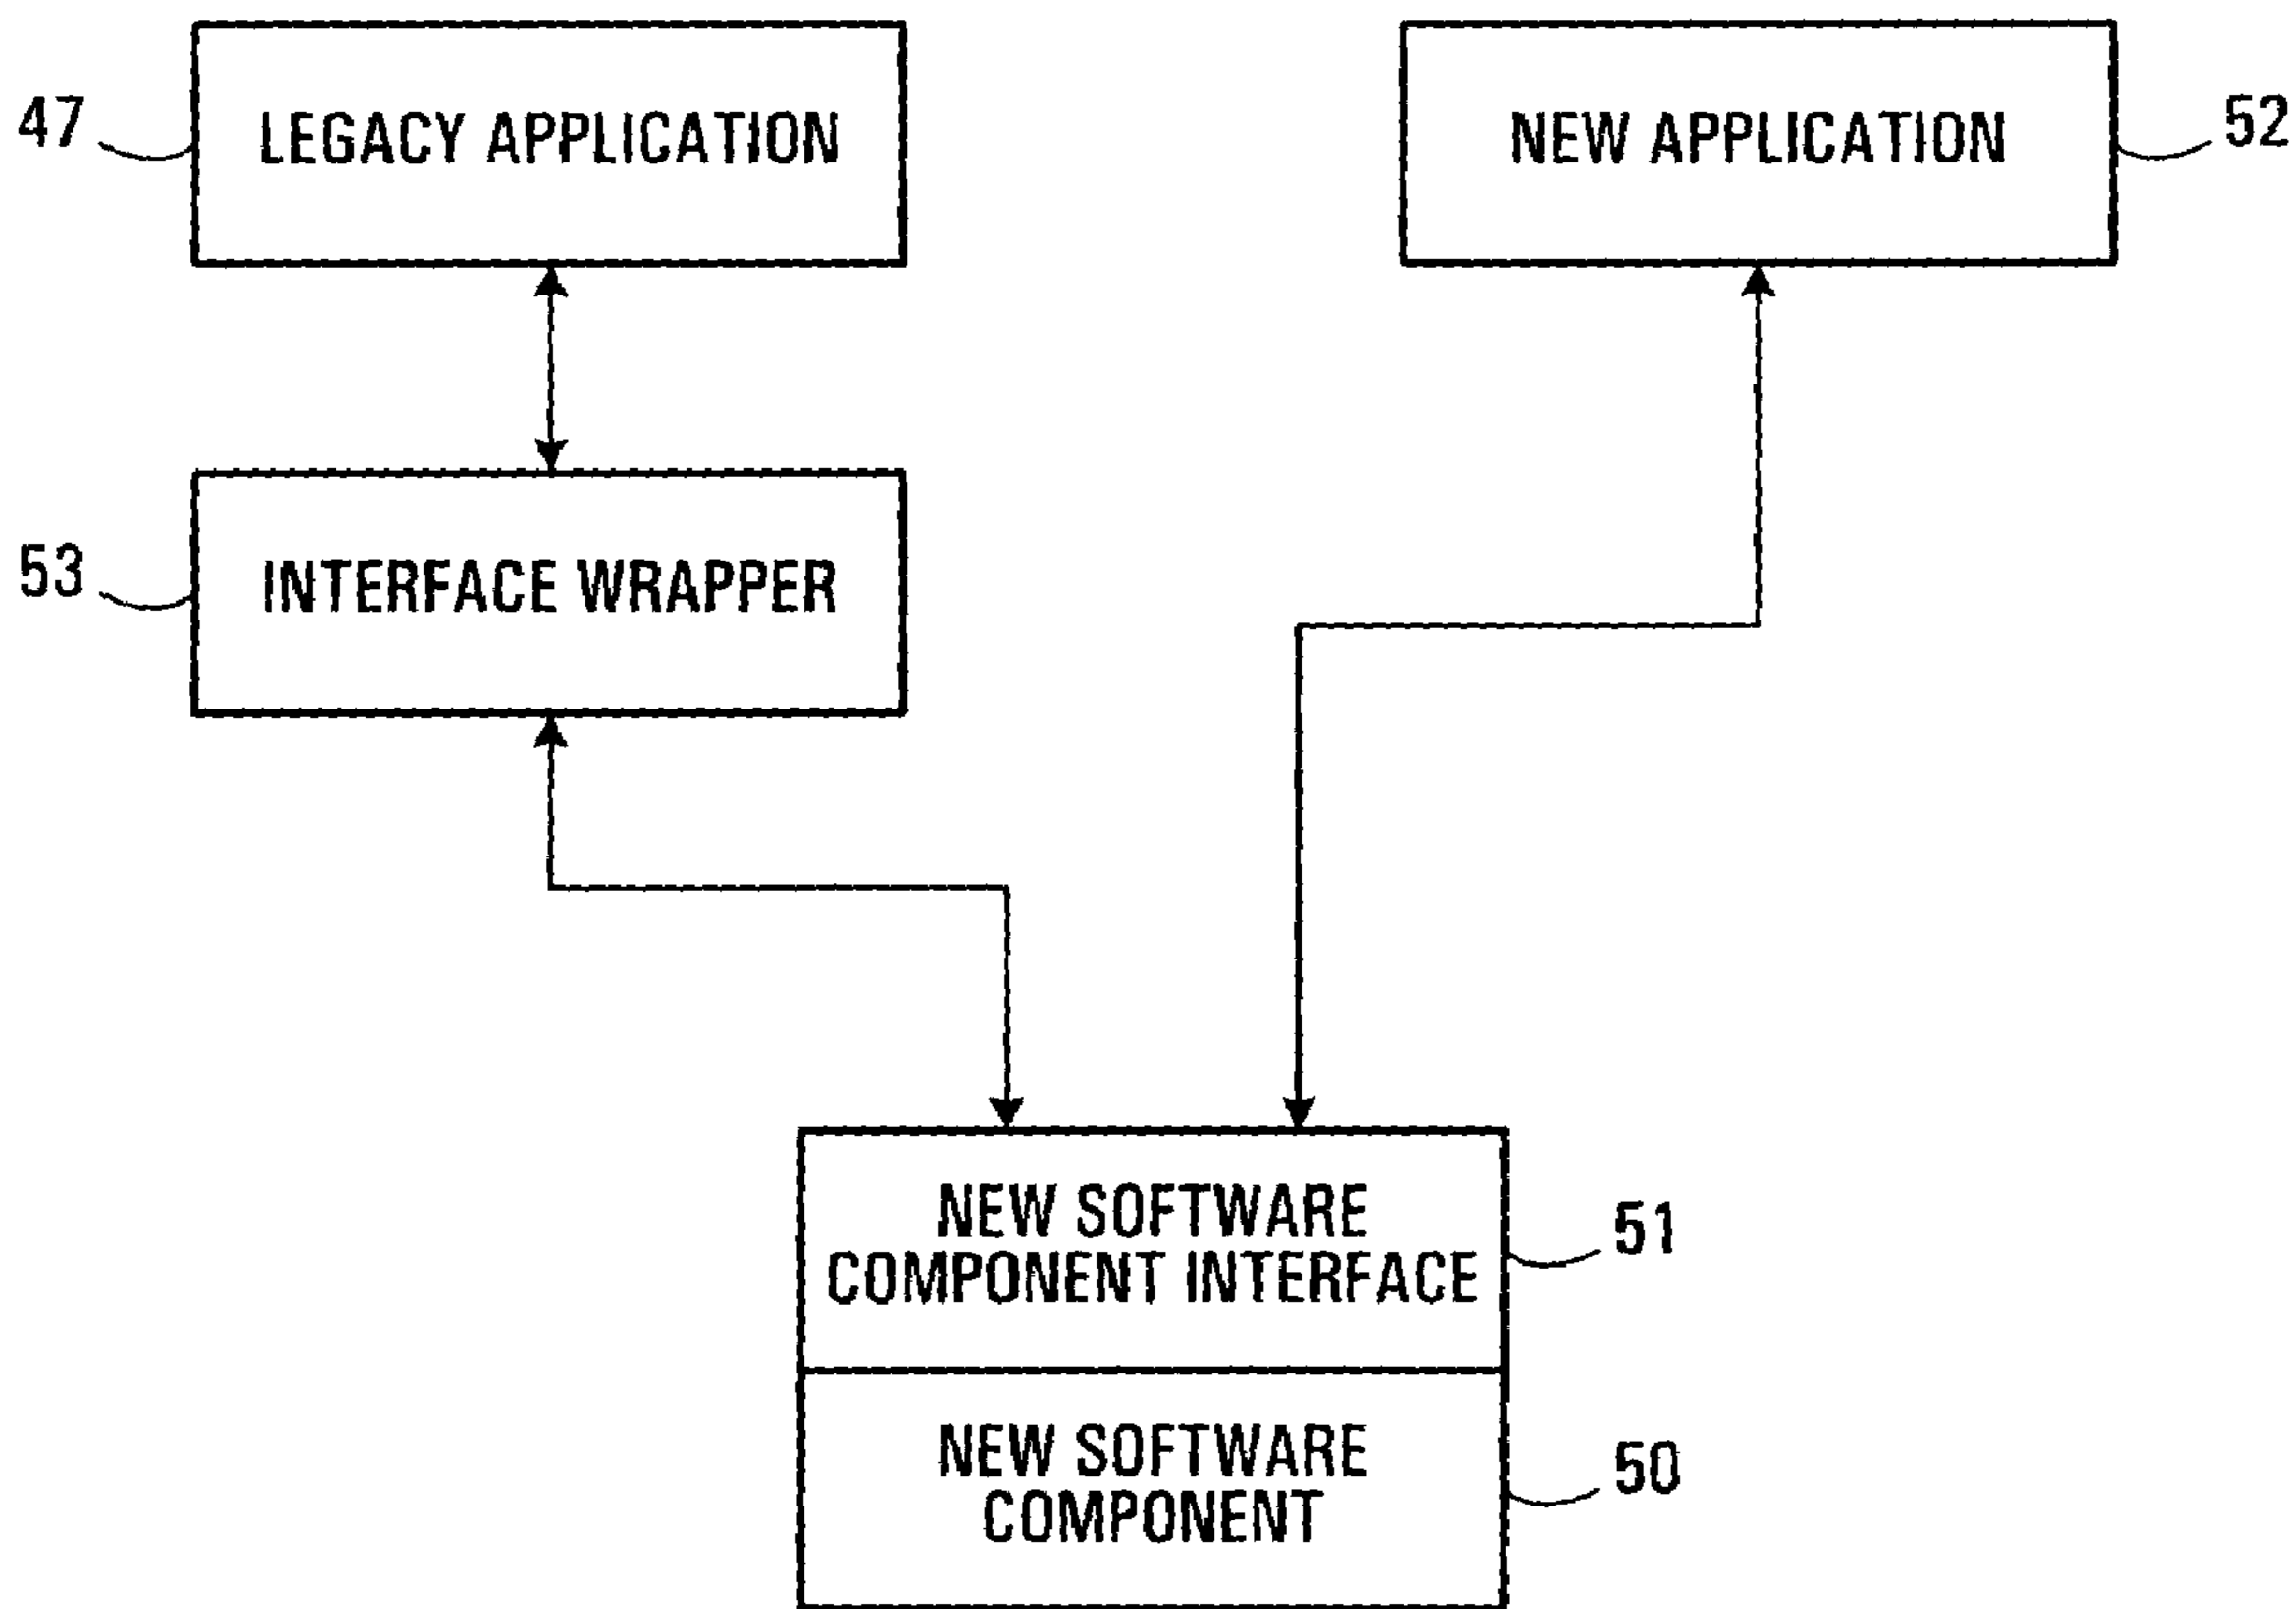 47
LEGACY APPLICATION
NEW APPLICATION
52
53
INTERFACE WRAPPER
NEW SOFTWARE
COMPONENT INTERFACE
51
NEW SOFTWARE
COMPONENT
50